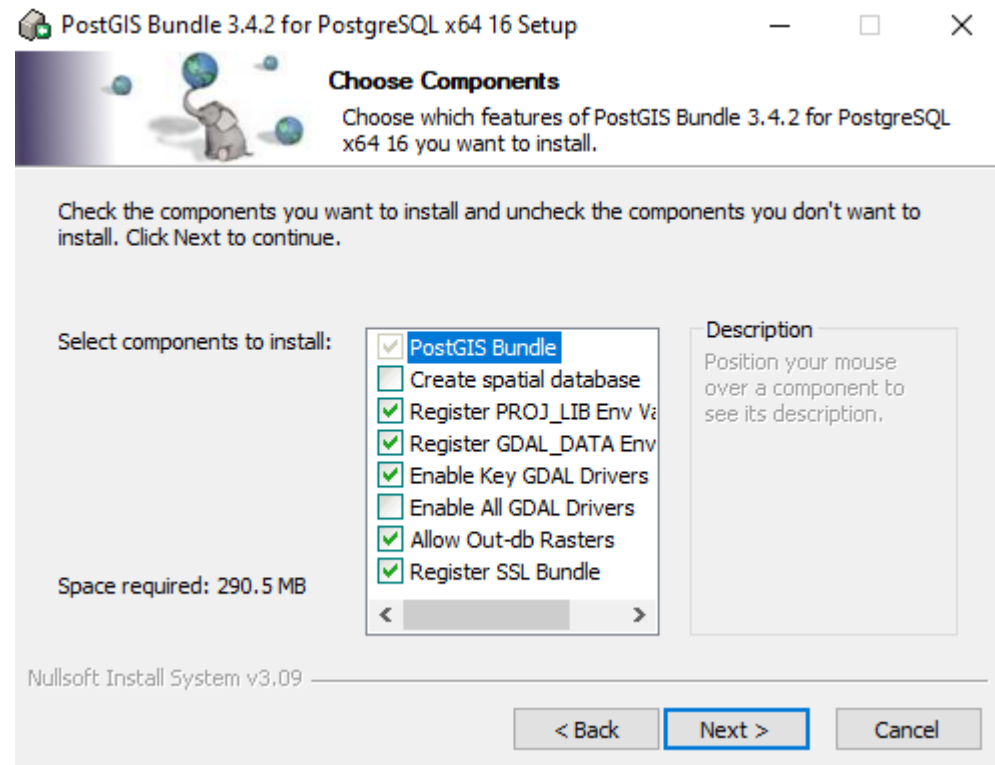 PostGIS Bundle 3.4.2 for PostgreSQL x64 16 Setup
Choose Components
Choose which features of PostGIS Bundle 3.4.2 for PostgreSQL
x64 16 you want to install.
Check the components you want to install and uncheck the components you don't want to
install. Click Next to continue.
Select components to install:
PostGIS Bundle
Create spatial database
Register PROJ_LIB Env Va
Register GDAL_DATA Env
Enable Key GDAL Drivers
Enable All GDAL Drivers
Allow Out-db Rasters
Register SSL Bundle
Description
Position your mouse
over a component to
see its description.
Space required: 290.5 MB
Nullsoft Install System v3.09
< Back
Next >
Cancel